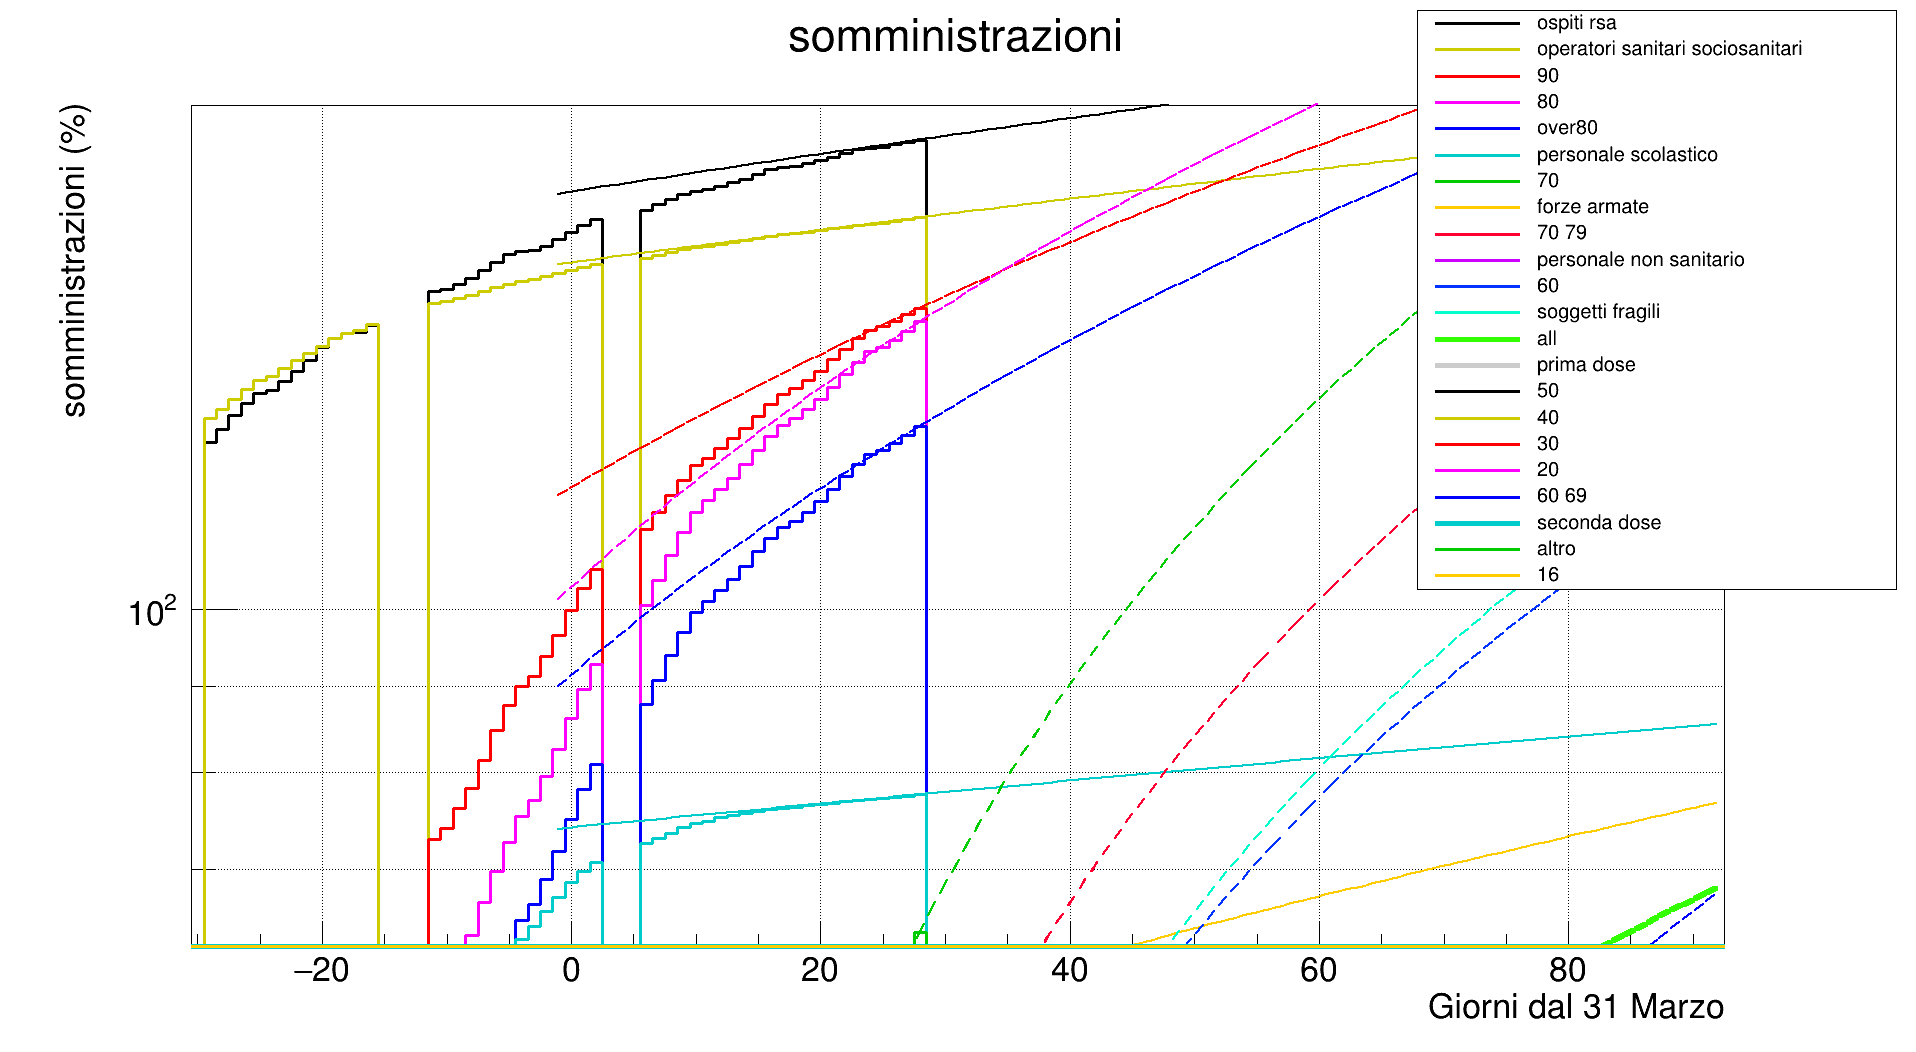 somministrazioni
somministrazioni (%)
10²
−20 0 20 40 60 80
Giorni dal 31 Marzo
ospiti rsa
operatori sanitari sociosanitari
90
80
over80
personale scolastico
70
forze armate
70 79
personale non sanitario
60
soggetti fragili
all
prima dose
50
40
30
20
60 69
seconda dose
altro
16